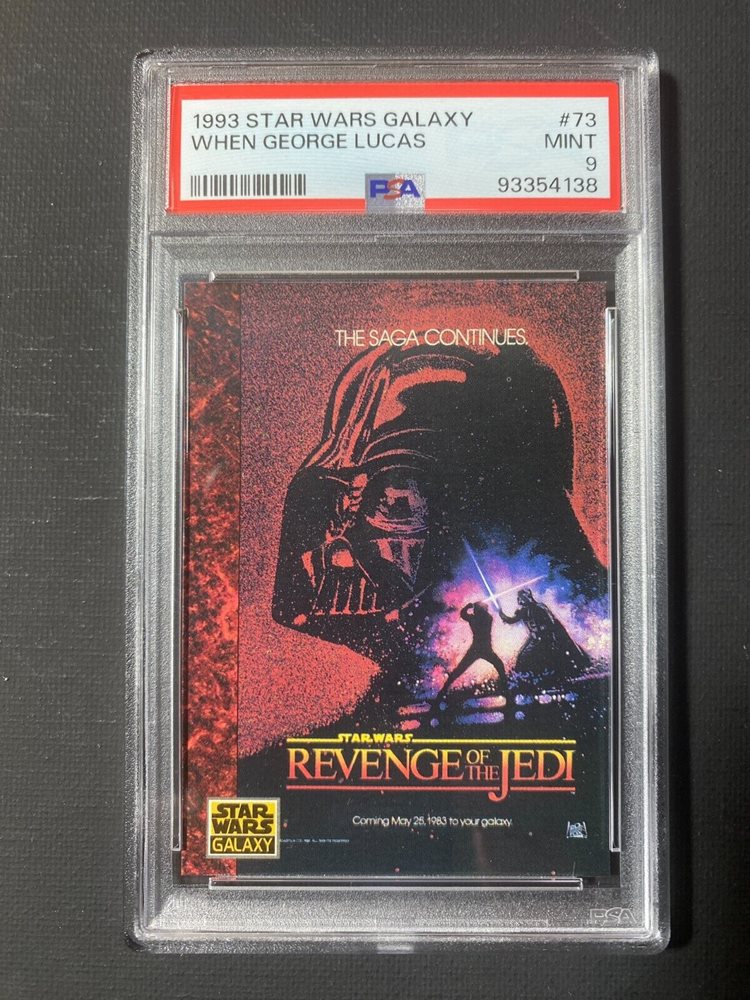 1993 STAR WARS GALAXY #73
WHEN GEORGE LUCAS MINT
9
PSA 93354138
THE SAGA CONTINUES.
STAR WARS
REVENGE OF THE JEDI
Coming May 25, 1983 to your galaxy.
STAR
WARS
GALAXY
PSA